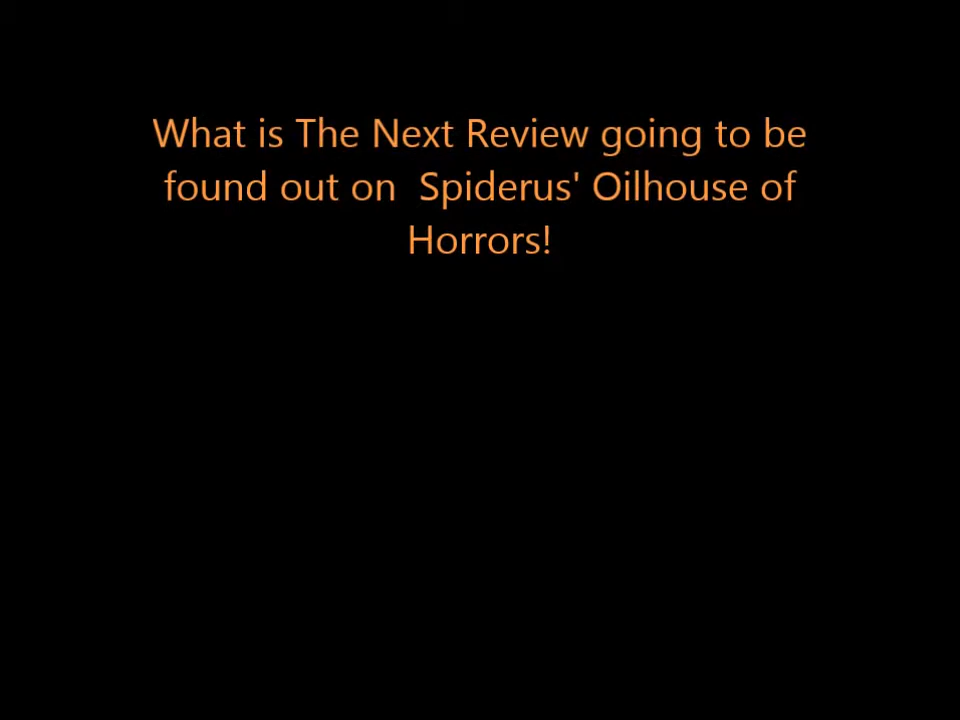 What is The Next Review going to be
found out on  Spiderus' Oilhouse of
Horrors!